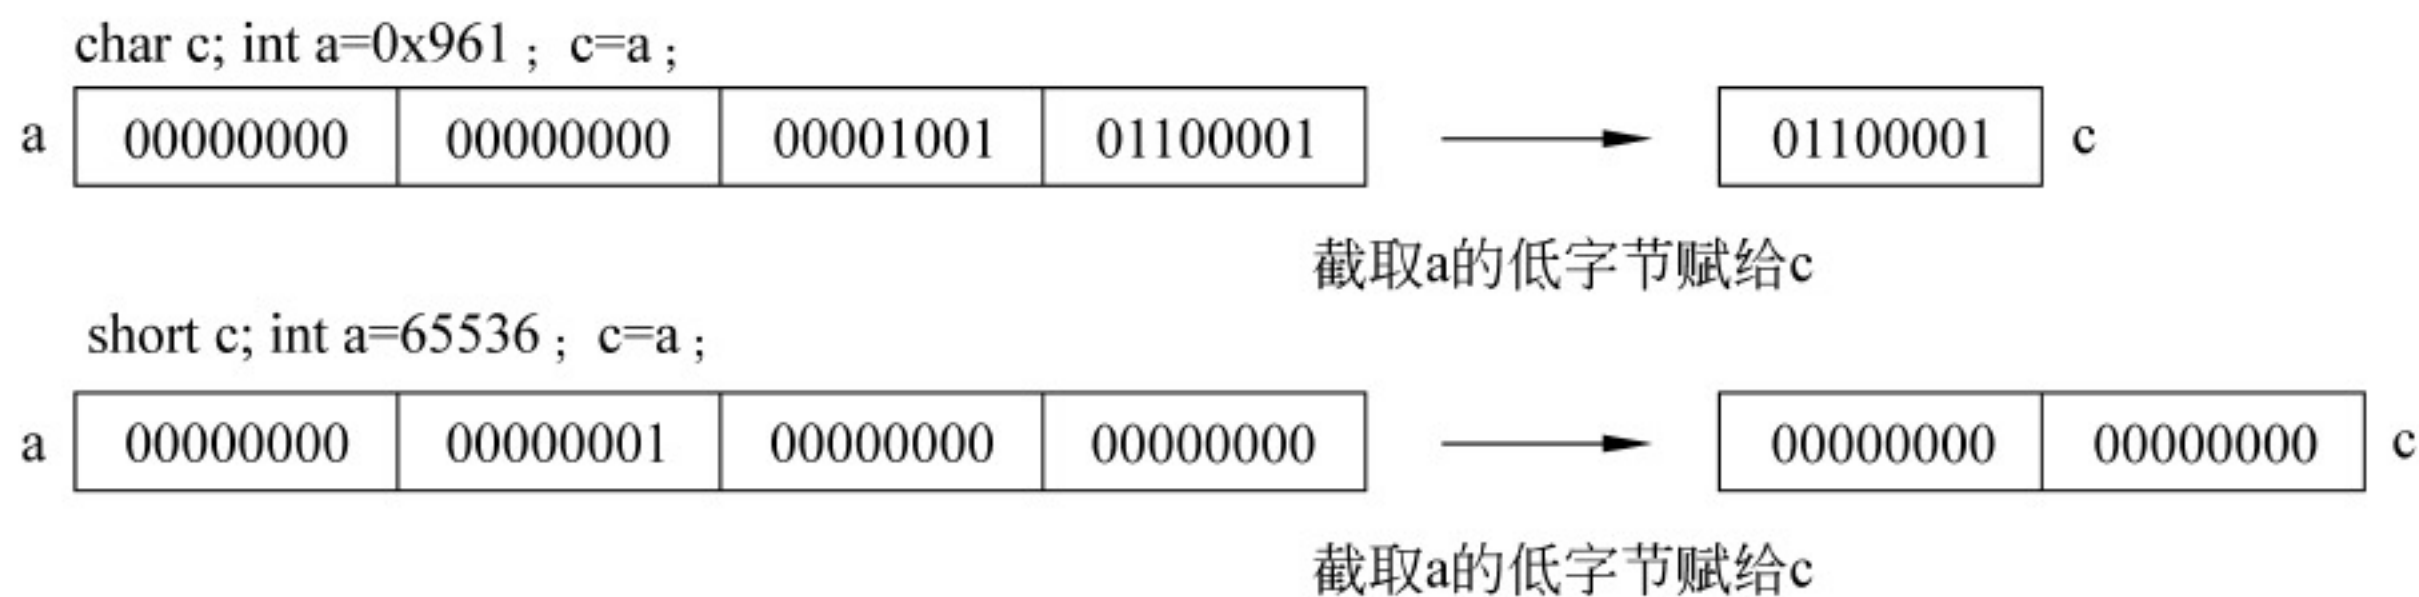 char c; int a=0x961；c=a；
a 00000000 00000000 00001001 01100001 01100001 c
截取a的低字节赋给c
short c; int a=65536；c=a；
a 00000000 00000001 00000000 00000000 00000000 00000000 c
截取a的低字节赋给c